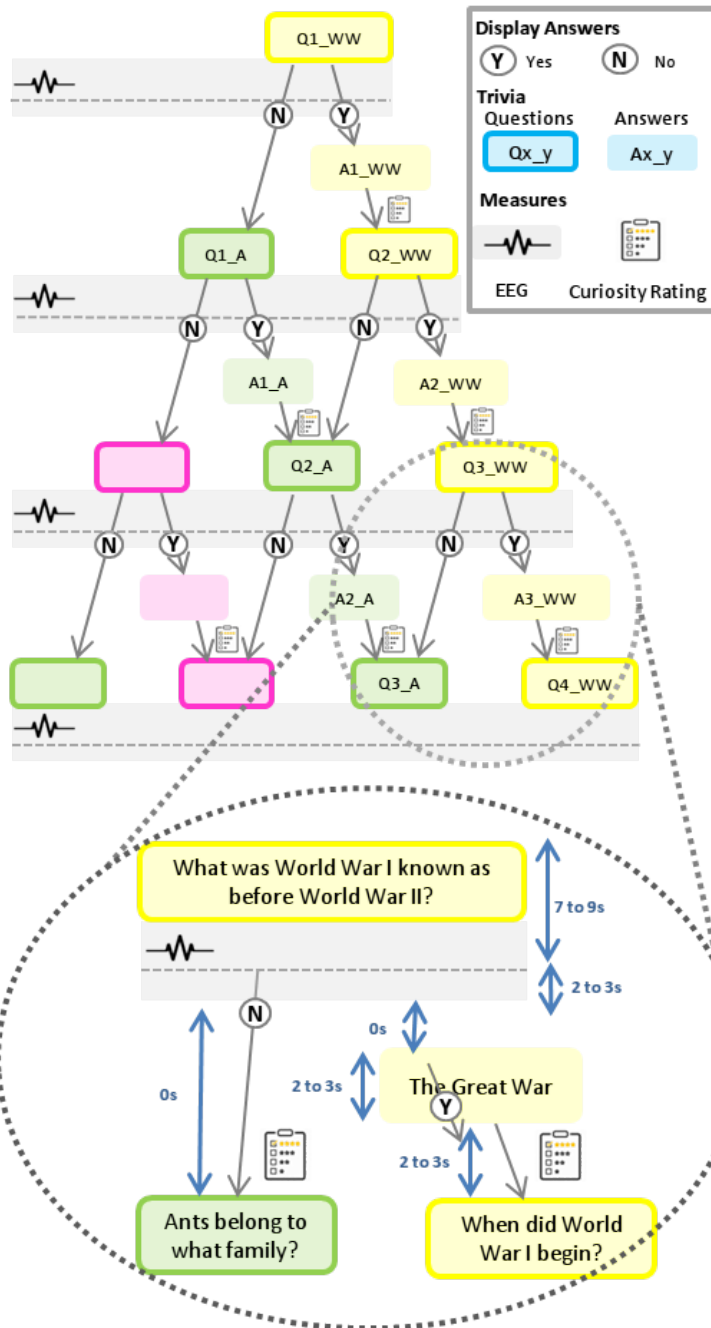 Q1_WW
Display Answers
Y Yes N No
Trivia
Questions Answers
Qx_y Ax_y
Measures
EEG Curiosity Rating
N Y
A1_WW
Q1_A Q2_WW
N Y N Y
A1_A A2_WW
Q2_A Q3_WW
N Y N Y N Y
A2_A A3_WW
Q3_A Q4_WW
What was World War I known as
before World War II?
7 to 9s
2 to 3s
N
0s
0s
2 to 3s
The Great War
Y
2 to 3s
Ants belong to
what family?
When did World
War I begin?